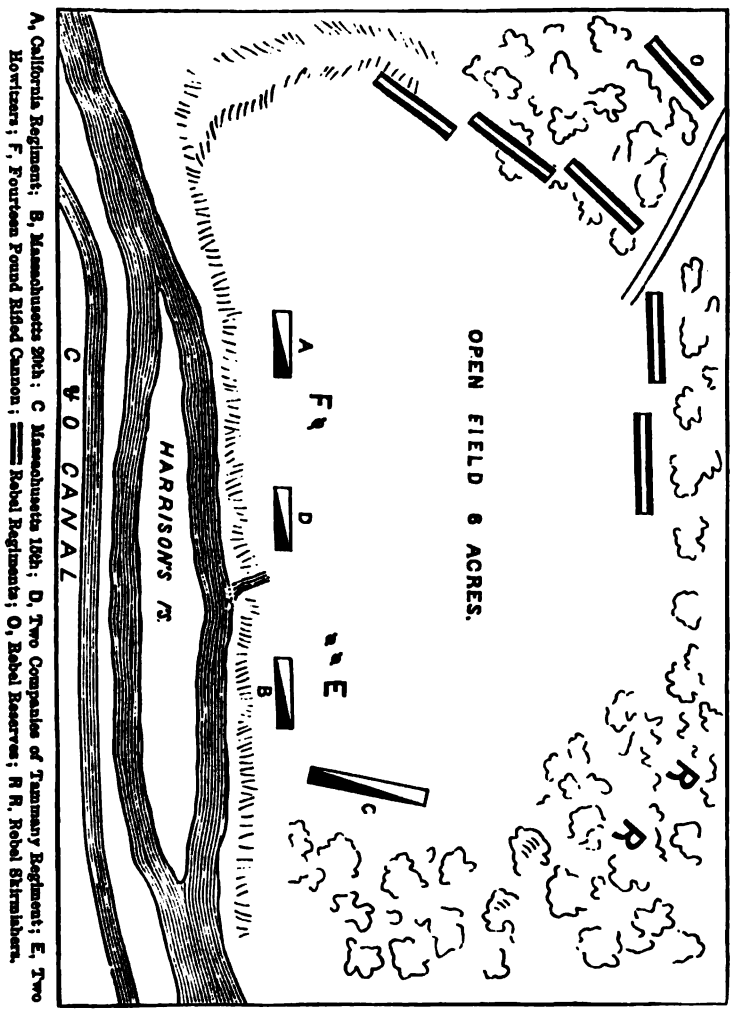 O
OPEN FIELD 6 ACRES.
A
F
D
E
B
C
R
R
HARRISON'S IS.
C & O CANAL
A, California Regiment; B, Massachusetts 20th; C Massachusetts 15th; D, Two Companies of Tammany Regiment; E, Two
Howitzers; F, Fourteen Pound Rifled Cannon; Rebel Regiments; O, Rebel Reserves; R R, Rebel Skirmishers.